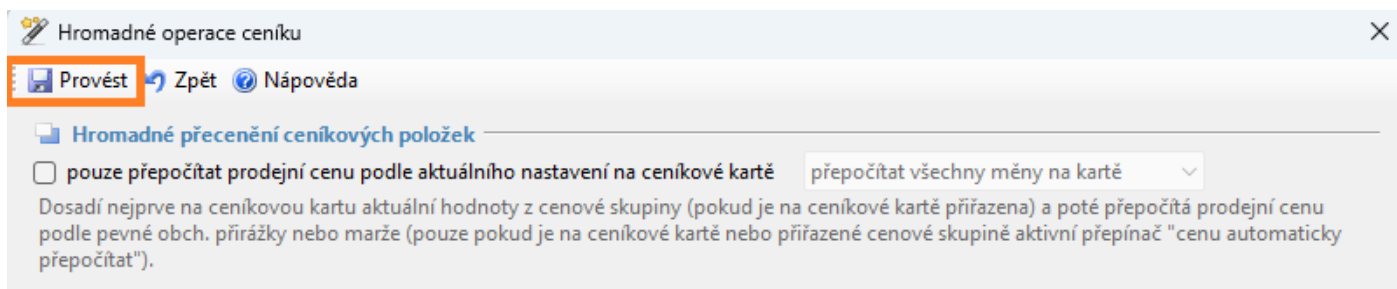 Hromadné operace ceníku
Provést Zpět Nápověda
Hromadné přecenění ceníkových položek
pouze přepočítat prodejní cenu podle aktuálního nastavení na ceníkové kartě přepočítat všechny měny na kartě
Dosadí nejprve na ceníkovou kartu aktuální hodnoty z cenové skupiny (pokud je na ceníkové kartě přiřazena) a poté přepočítá prodejní cenu
podle pevné obch. přirážky nebo marže (pouze pokud je na ceníkové kartě nebo přiřazené cenové skupině aktivní přepínač "cenu automaticky
přepočítat").